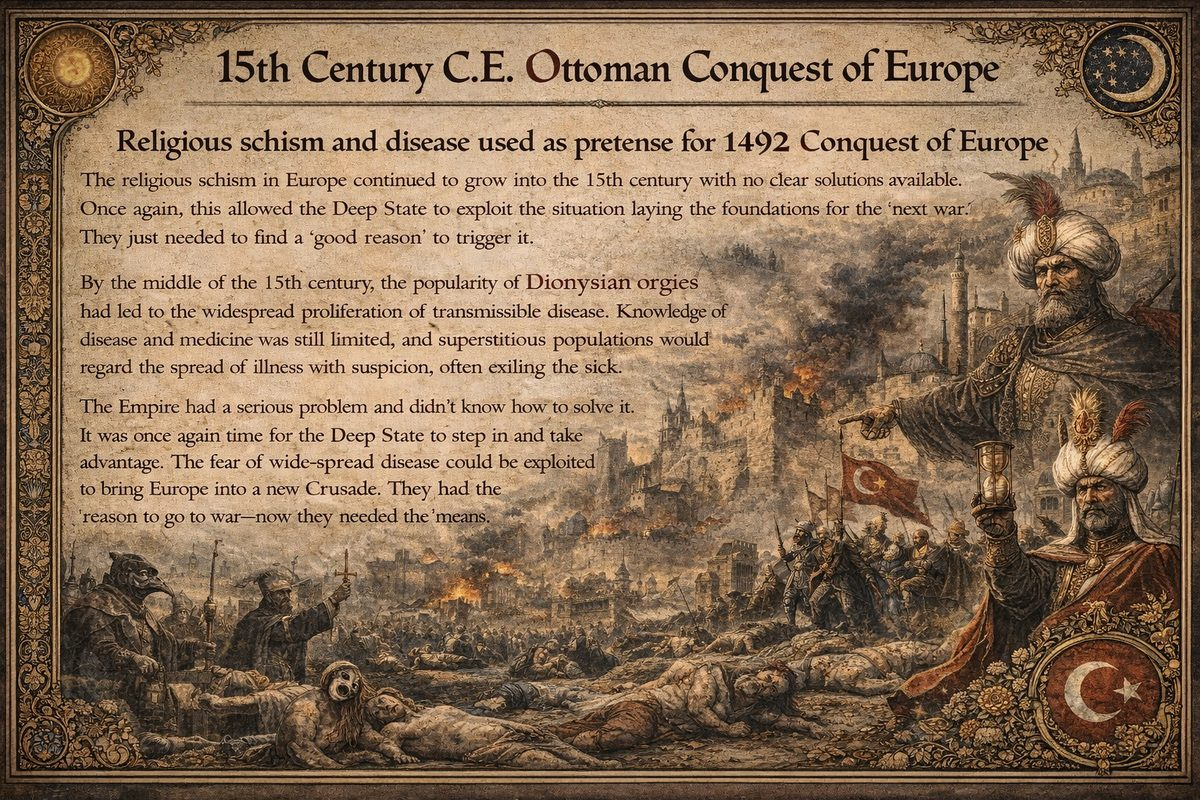 15th Century C.E. Ottoman Conquest of Europe
Religious schism and disease used as pretense for 1492 Conquest of Europe
The religious schism in Europe continued to grow into the 15th century with no clear solutions available.
Once again, this allowed the Deep State to exploit the situation laying the foundations for the 'next war.'
They just needed to find a 'good reason' to trigger it.
By the middle of the 15th century, the popularity of Dionysian orgies
had led to the widespread proliferation of transmissible disease. Knowledge of
disease and medicine was still limited, and superstitious populations would
regard the spread of illness with suspicion, often exiling the sick.
The Empire had a serious problem and didn't know how to solve it.
It was once again time for the Deep State to step in and take
advantage. The fear of wide-spread disease could be exploited
to bring Europe into a new Crusade. They had the
'reason to go to war—now they needed the 'means.